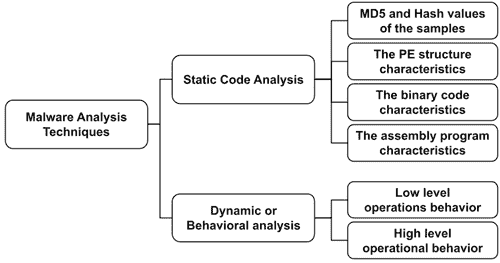 Malware Analysis
Techniques
Static Code Analysis
MD5 and Hash values
of the samples
The PE structure
characteristics
The binary code
characteristics
The assembly program
characteristics
Dynamic or
Behavioral analysis
Low level
operations behavior
High level
operational behavior